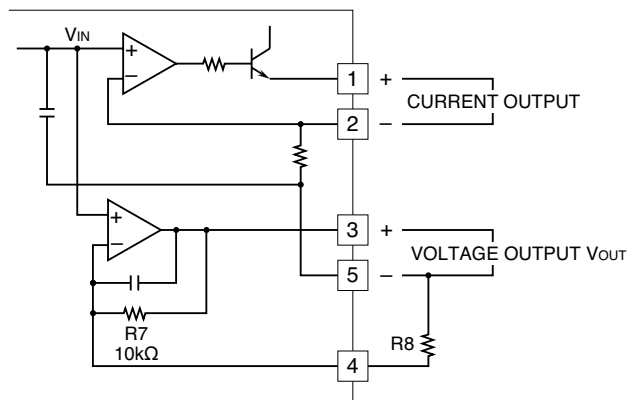 VIN
+
−
1
+
CURRENT OUTPUT
2
−
+
−
3
+
VOLTAGE OUTPUT VOUT
5
−
R7
10kΩ
R8
4